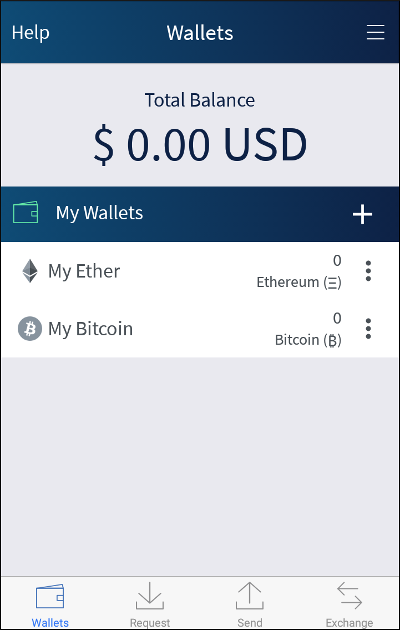 Help
Wallets
Total Balance
$ 0.00 USD
My Wallets
My Ether
0
Ethereum (Ξ)
My Bitcoin
0
Bitcoin (₿)
Wallets
Request
Send
Exchange